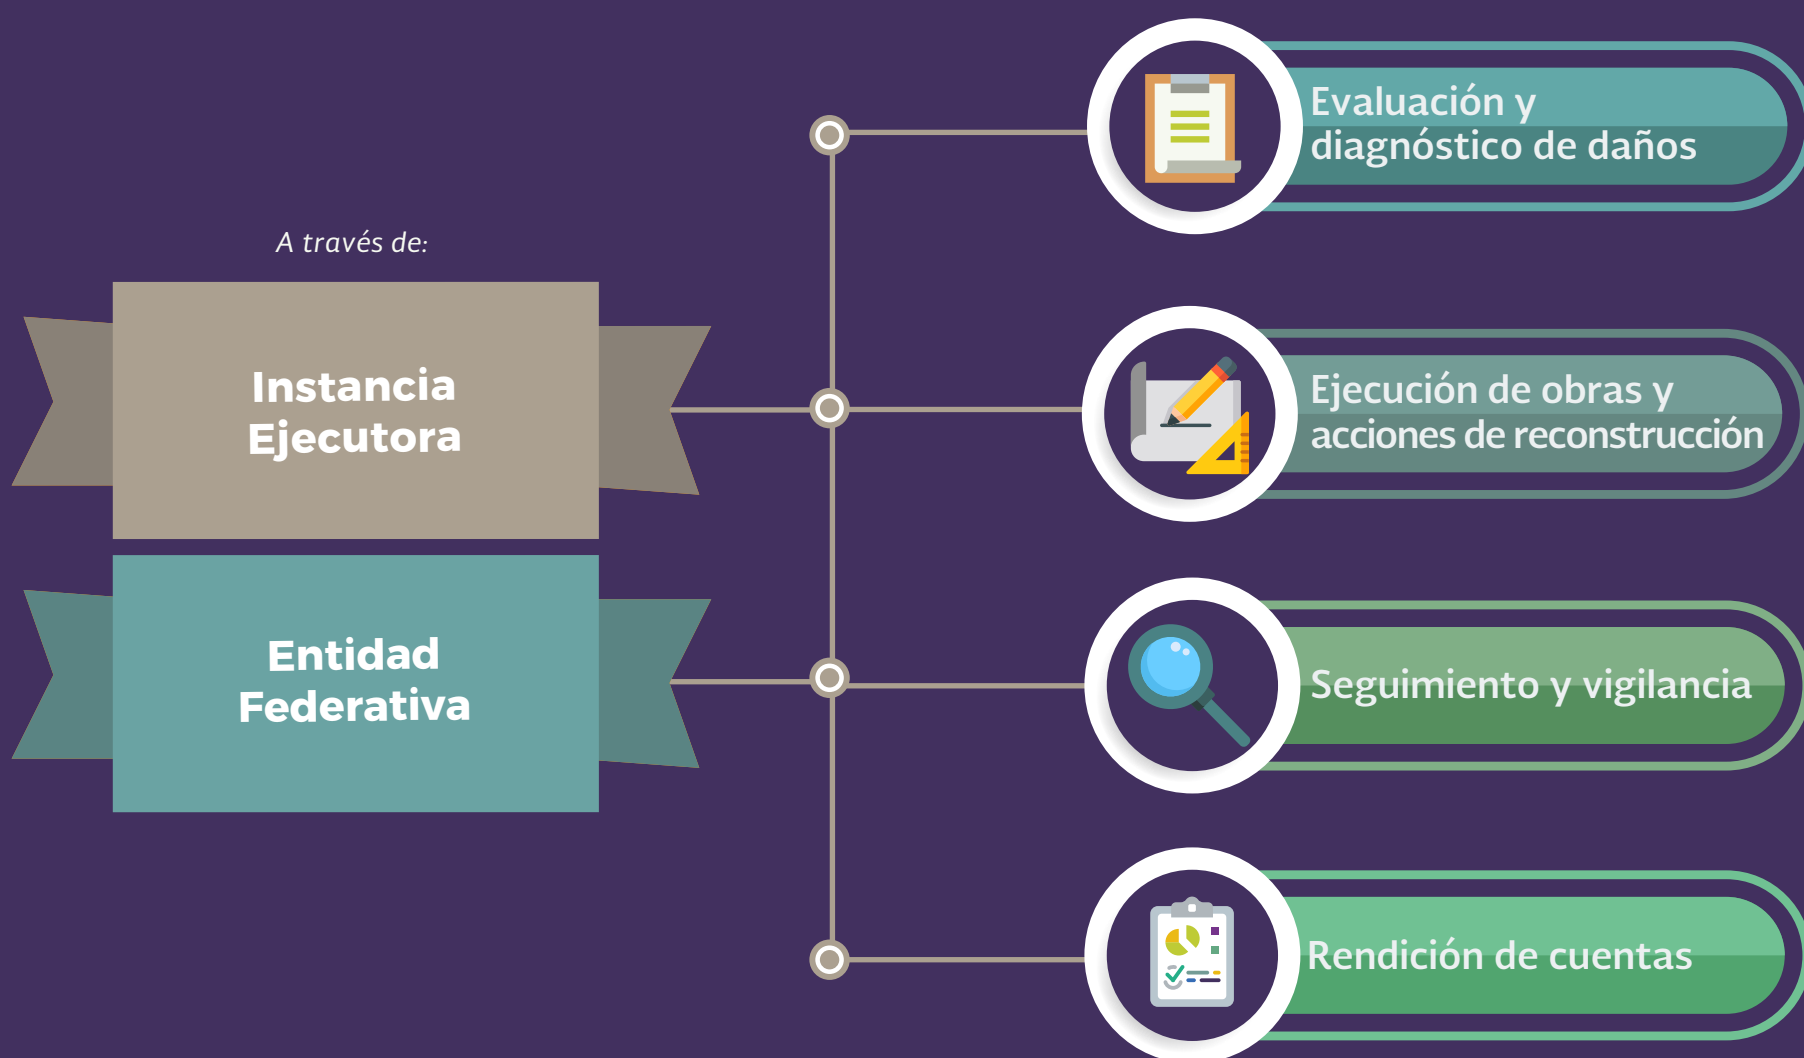 A través de:
Instancia
Ejecutora
Entidad
Federativa
Evaluación y
diagnóstico de daños
Ejecución de obras y
acciones de reconstrucción
Seguimiento y vigilancia
Rendición de cuentas